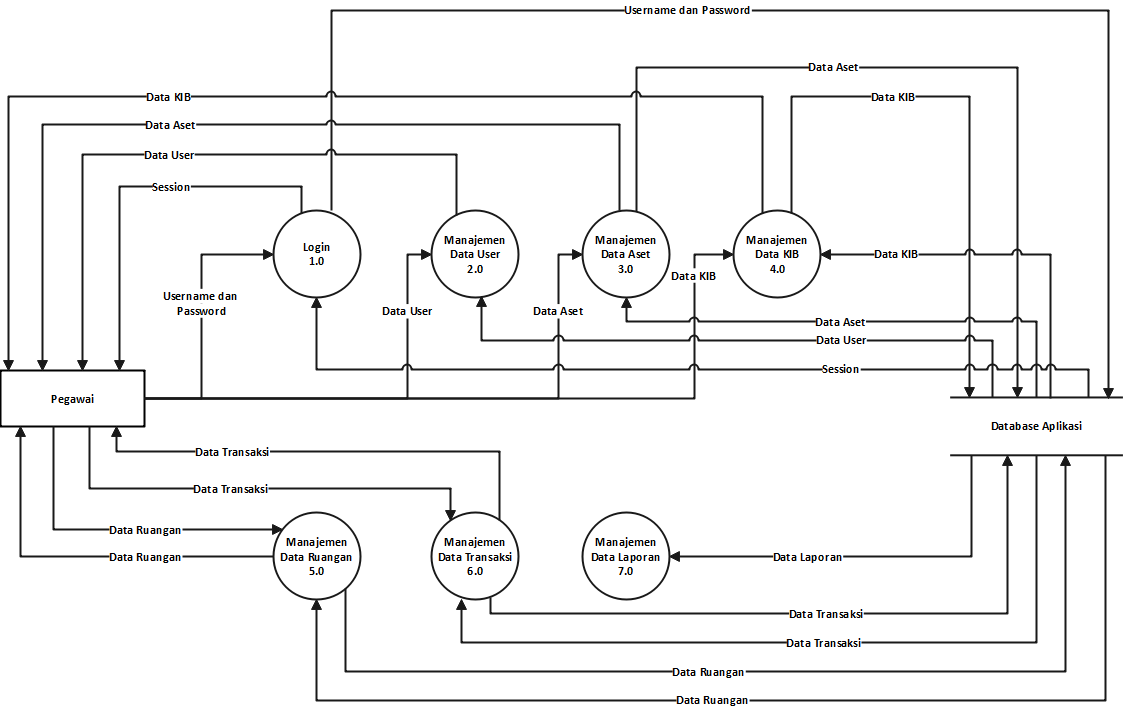 Username dan Password
Data Aset
Data KIB
Data KIB
Data Aset
Data User
Session
Login
1.0
Manajemen
Data User
2.0
Manajemen
Data Aset
3.0
Manajemen
Data KIB
4.0
Data KIB
Data KIB
Username dan
Password
Data User
Data Aset
Data Aset
Data User
Session
Pegawai
Database Aplikasi
Data Transaksi
Data Transaksi
Data Ruangan
Data Ruangan
Manajemen
Data Ruangan
5.0
Manajemen
Data Transaksi
6.0
Manajemen
Data Laporan
7.0
Data Laporan
Data Transaksi
Data Transaksi
Data Ruangan
Data Ruangan